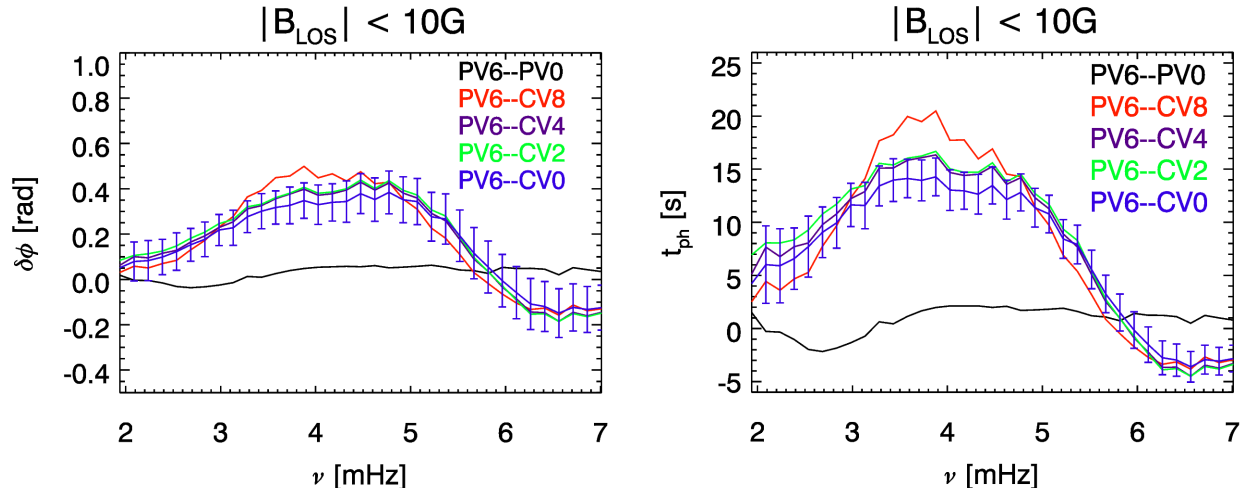 |B_LOS| < 10G
1.0
0.8
0.6
0.4
0.2
0.0
-0.2
-0.4
δϕ [rad]
PV6--PV0
PV6--CV8
PV6--CV4
PV6--CV2
PV6--CV0
2 3 4 5 6 7
ν [mHz]
|B_LOS| < 10G
25
20
15
10
5
0
-5
t_ph [s]
PV6--PV0
PV6--CV8
PV6--CV4
PV6--CV2
PV6--CV0
2 3 4 5 6 7
ν [mHz]